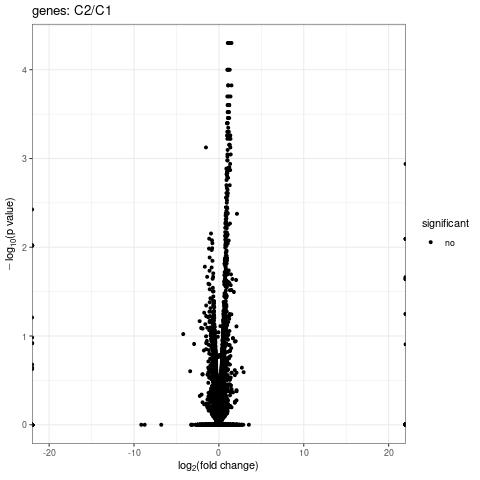 genes: C2/C1
4
3
2
1
0
− log10(p value)
-20
-10
0
10
20
log2(fold change)
significant
no